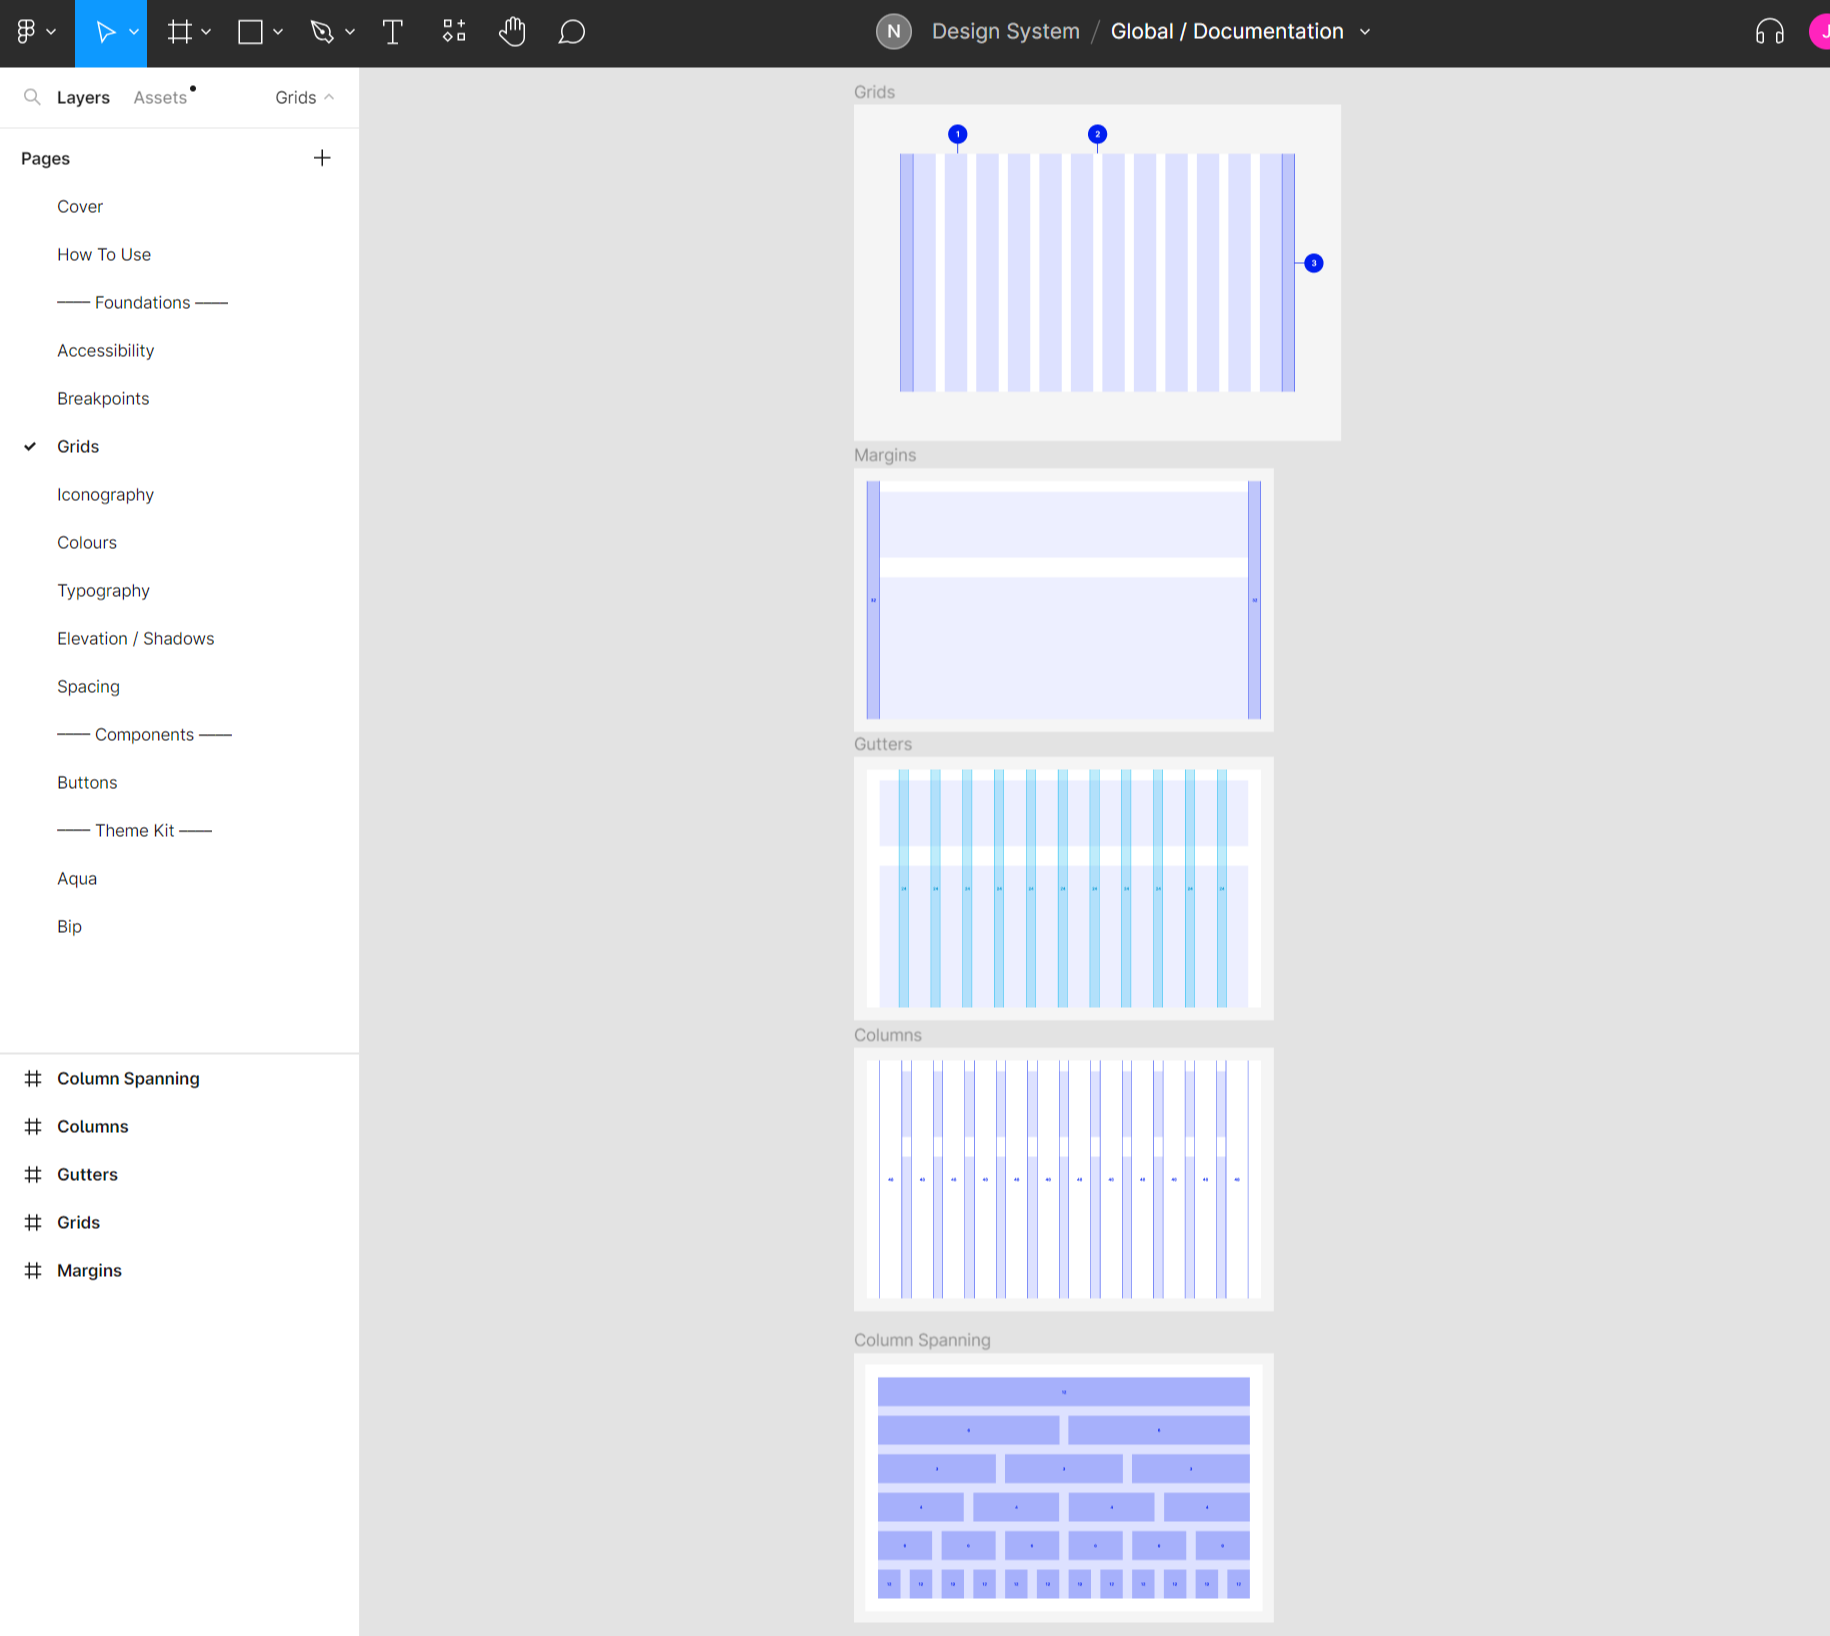 N Design System / Global / Documentation
J
Layers Assets Grids
Pages
Cover
How To Use
—— Foundations ——
Accessibility
Breakpoints
Grids
Iconography
Colours
Typography
Elevation / Shadows
Spacing
—— Components ——
Buttons
—— Theme Kit ——
Aqua
Bip
Column Spanning
Columns
Gutters
Grids
Margins
Grids
1 2
3
Margins
Gutters
Columns
Column Spanning